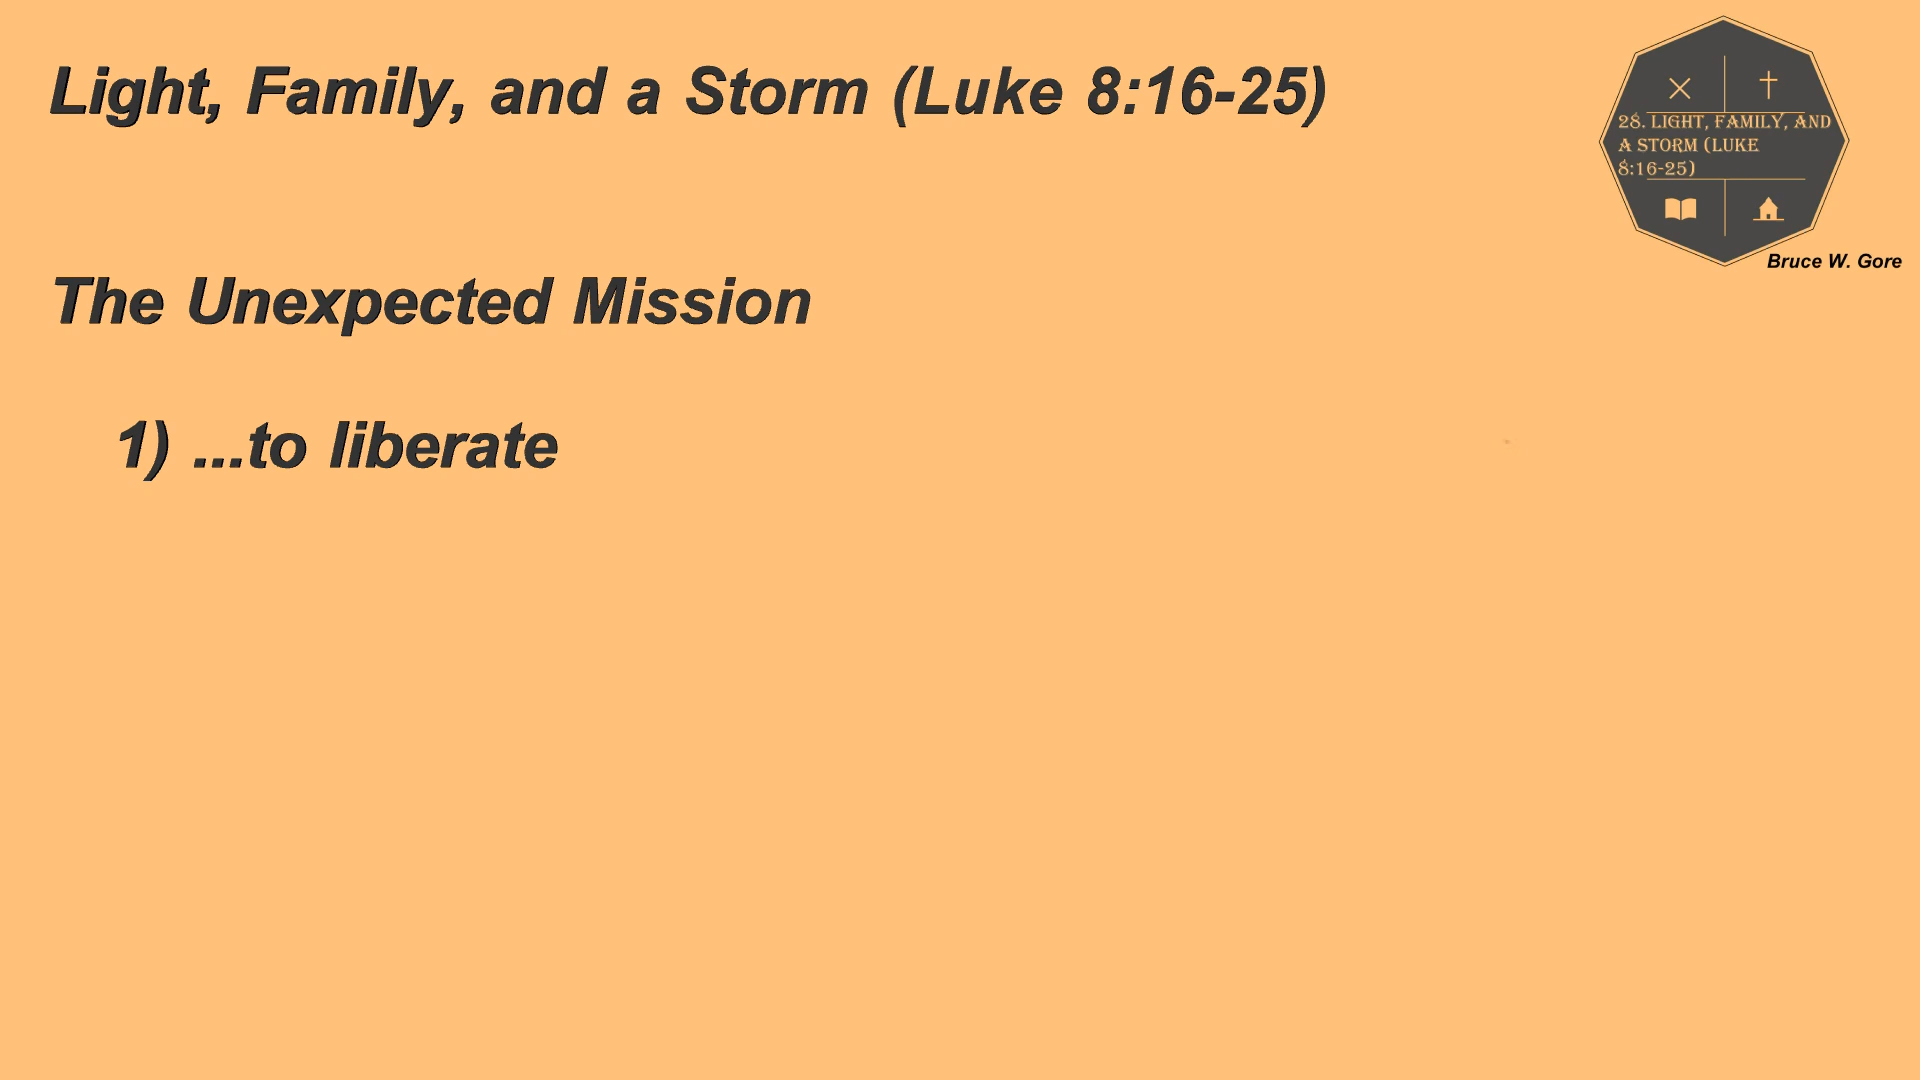 Light, Family, and a Storm (Luke 8:16-25)
28. LIGHT, FAMILY, AND
A STORM (LUKE
8:16-25)
Bruce W. Gore
The Unexpected Mission
1) ...to liberate